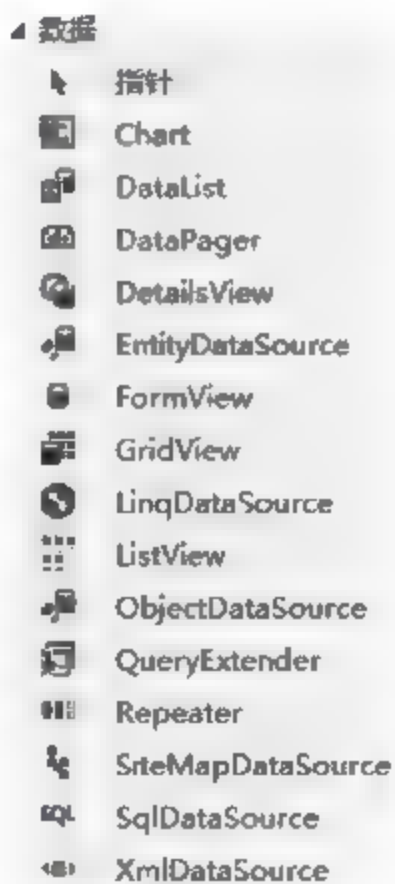 数据
指针
Chart
DataList
DataPager
DetailsView
EntityDataSource
FormView
GridView
LinqDataSource
ListView
ObjectDataSource
QueryExtender
Repeater
SiteMapDataSource
SqlDataSource
XmlDataSource